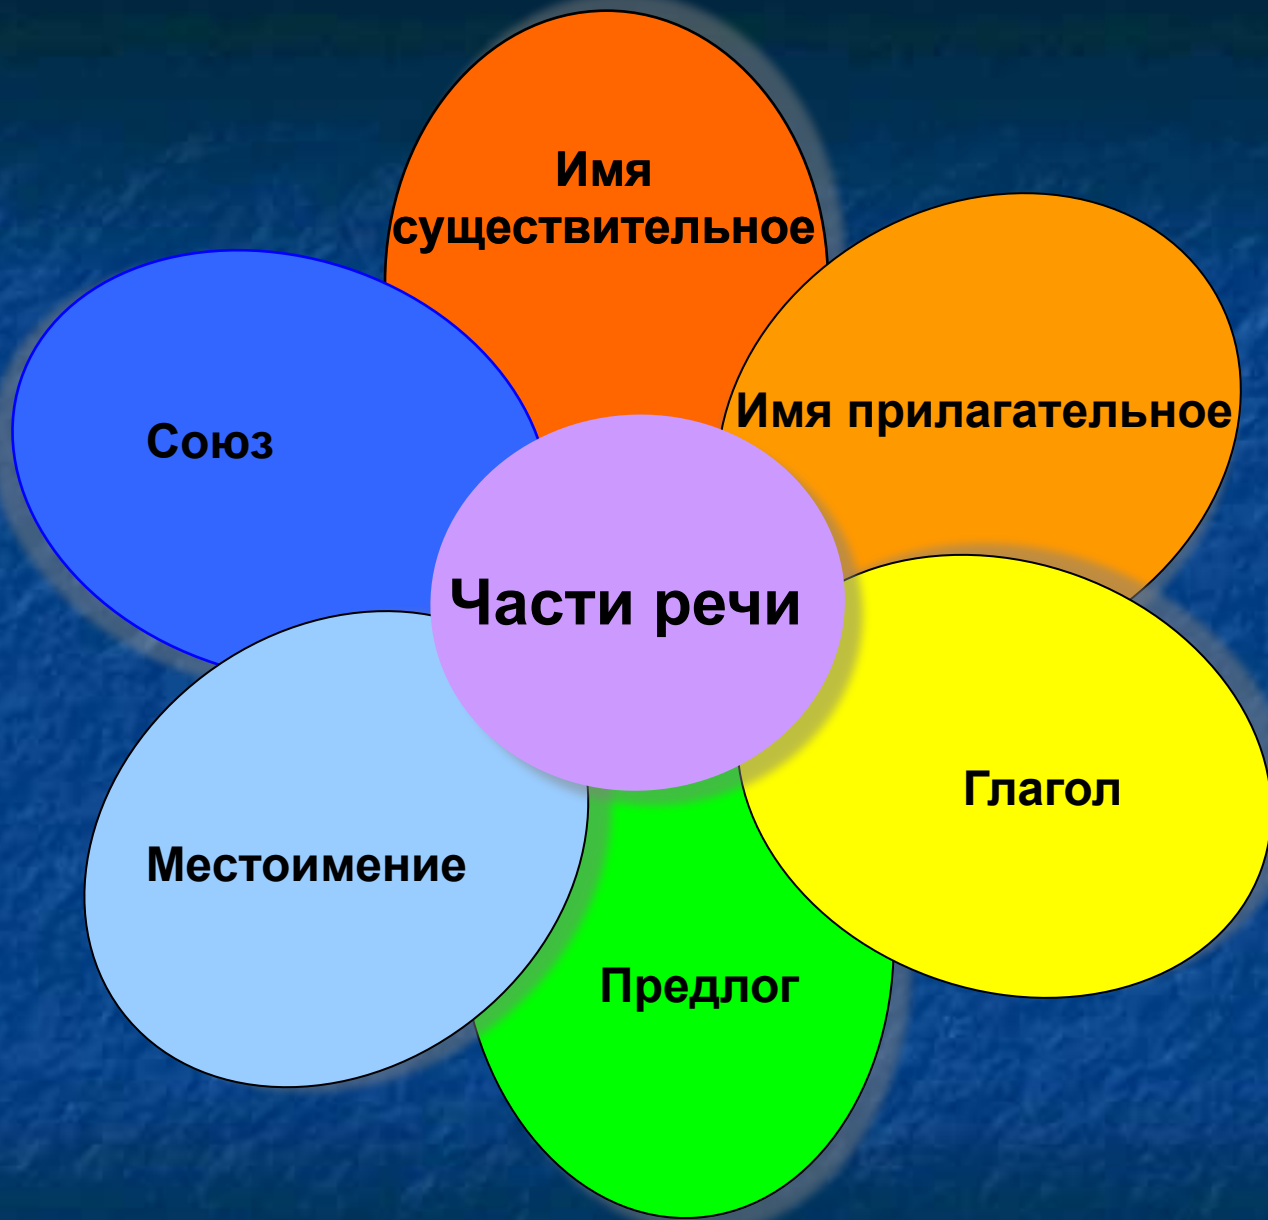 Имя
существительное
Имя прилагательное
Союз
Части речи
Глагол
Местоимение
Предлог